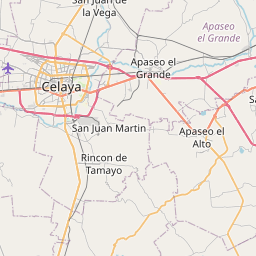 San Juan de
la Vega
Apaseo
el Grande
Apaseo el
Grande
Celaya
San Juan Martin
Apaseo el
Alto
Rincon de
Tamayo